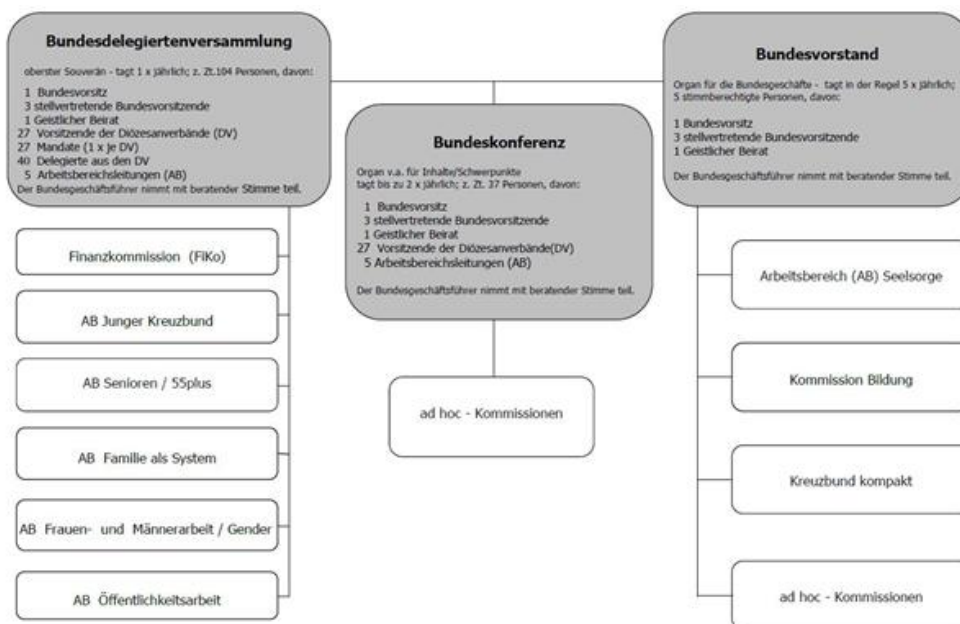 Bundesdelegiertenversammlung
oberster Souverän - tagt 1 x jährlich; z. Zt.104 Personen, davon:
1 Bundesvorsitz
3 stellvertretende Bundesvorsitzende
1 Geistlicher Beirat
27 Vorsitzende der Diözesanverbände (DV)
27 Mandate (1 x je DV)
40 Delegierte aus den DV
5 Arbeitsbereichsleitungen (AB)
Der Bundesgeschäftsführer nimmt mit beratender Stimme teil.
Finanzkommission (FiKo)
AB Junger Kreuzbund
AB Senioren / 55plus
AB Familie als System
AB Frauen- und Männerarbeit / Gender
AB Öffentlichkeitsarbeit
Bundeskonferenz
Organ v.a. für Inhalte/Schwerpunkte
tagt bis zu 2 x jährlich; z. Zt. 37 Personen, davon:
1 Bundesvorsitz
3 stellvertretende Bundesvorsitzende
1 Geistlicher Beirat
27 Vorsitzende der Diözesanverbände(DV)
5 Arbeitsbereichsleitungen (AB)
Der Bundesgeschäftsführer nimmt mit beratender Stimme teil.
ad hoc - Kommissionen
Bundesvorstand
Organ für die Bundesgeschäfte - tagt in der Regel 5 x jährlich;
5 stimmberechtigte Personen, davon:
1 Bundesvorsitz
3 stellvertretende Bundesvorsitzende
1 Geistlicher Beirat
Der Bundesgeschäftsführer nimmt mit beratender Stimme teil.
Arbeitsbereich (AB) Seelsorge
Kommission Bildung
Kreuzbund kompakt
ad hoc - Kommissionen